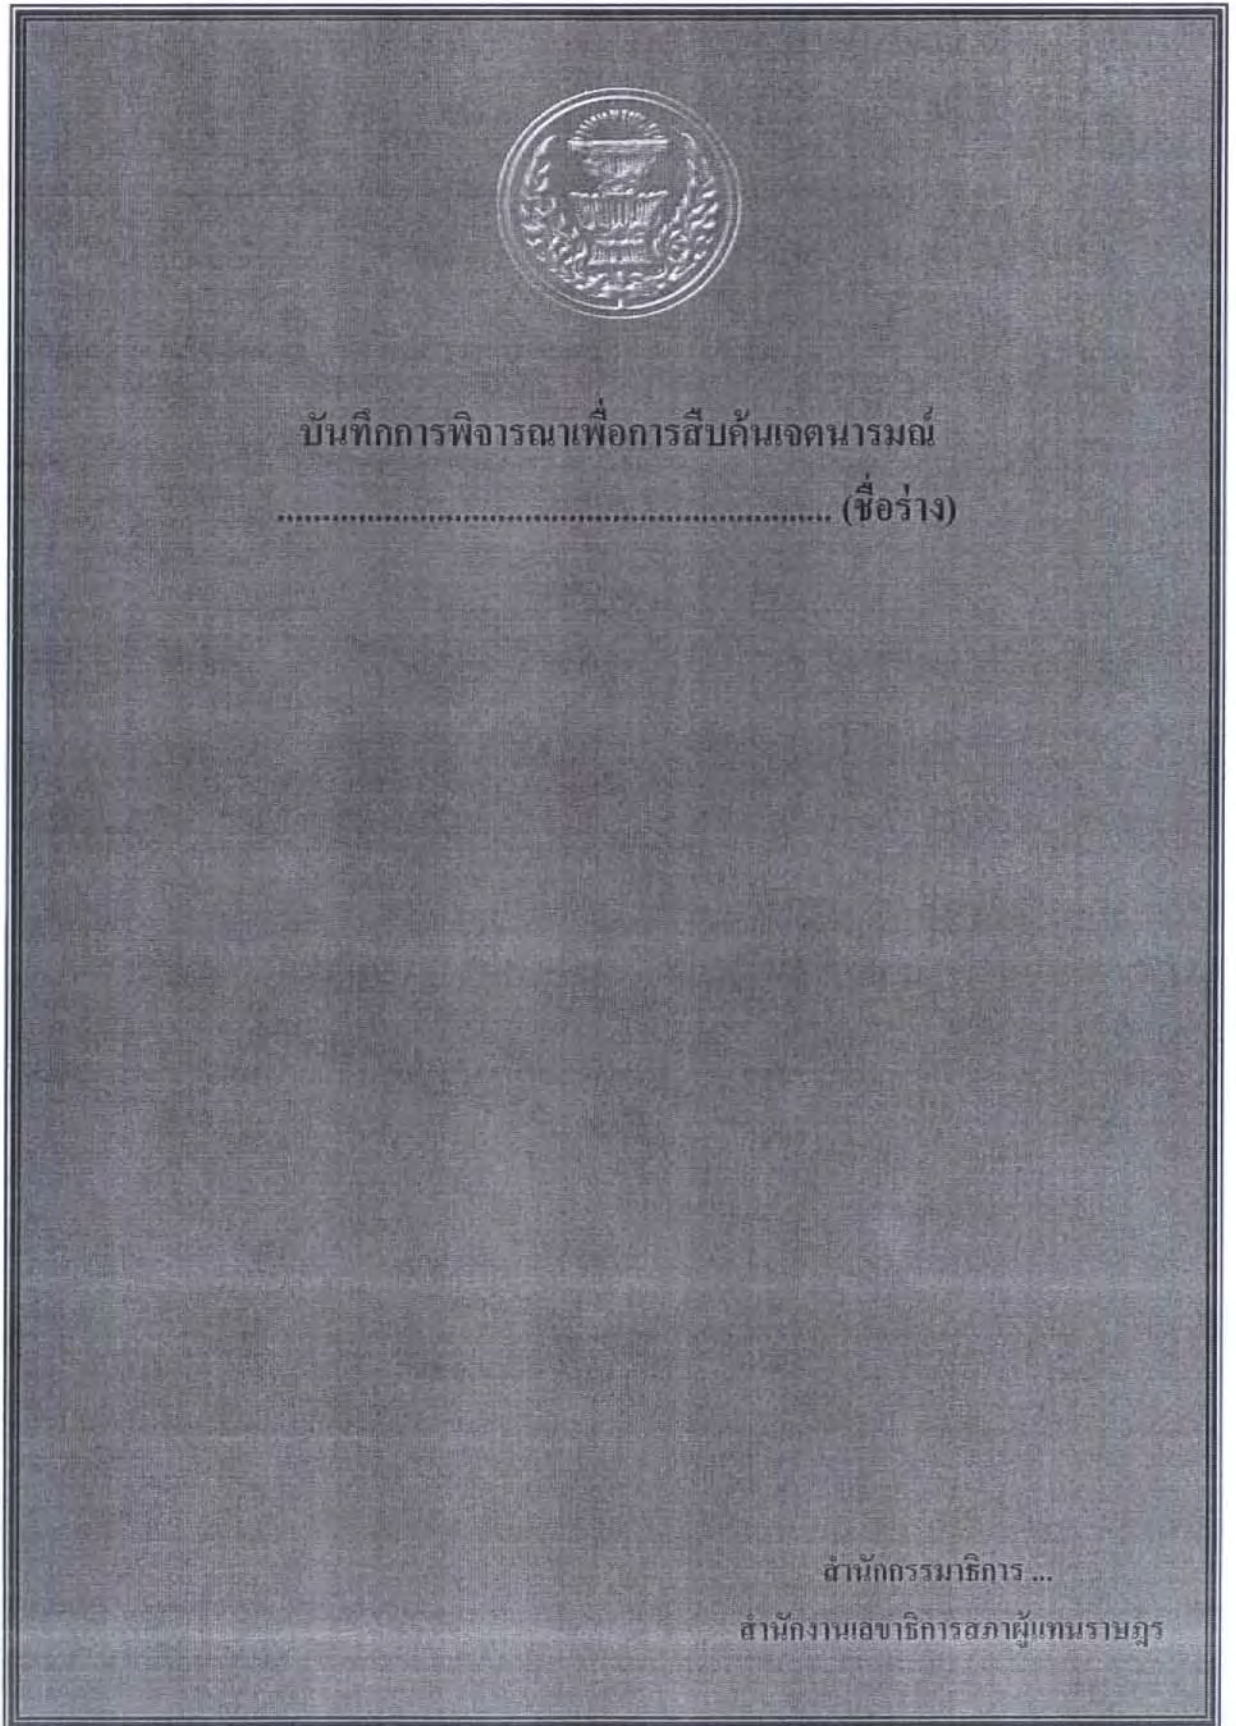 บันทึกการพิจารณาเพื่อการสืบค้นเจตนารมณ์
.......................................................... (ชื่อร่าง)
สำนักกรรมาธิการ ...
สำนักงานเลขาธิการสภาผู้แทนราษฎร